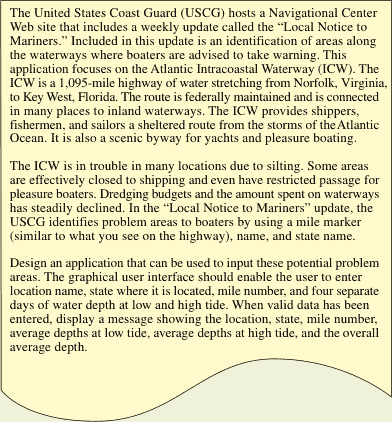 The United States Coast Guard (USCG) hosts a Navigational Center
Web site that includes a weekly update called the “Local Notice to
Mariners.” Included in this update is an identification of areas along
the waterways where boaters are advised to take warning. This
application focuses on the Atlantic Intracoastal Waterway (ICW). The
ICW is a 1,095-mile highway of water stretching from Norfolk, Virginia,
to Key West, Florida. The route is federally maintained and is connected
in many places to inland waterways. The ICW provides shippers,
fishermen, and sailors a sheltered route from the storms of the Atlantic
Ocean. It is also a scenic byway for yachts and pleasure boating.
The ICW is in trouble in many locations due to silting. Some areas
are effectively closed to shipping and even have restricted passage for
pleasure boaters. Dredging budgets and the amount spent on waterways
has steadily declined. In the “Local Notice to Mariners” update, the
USCG identifies problem areas to boaters by using a mile marker
(similar to what you see on the highway), name, and state name.
Design an application that can be used to input these potential problem
areas. The graphical user interface should enable the user to enter
location name, state where it is located, mile number, and four separate
days of water depth at low and high tide. When valid data has been
entered, display a message showing the location, state, mile number,
average depths at low tide, average depths at high tide, and the overall
average depth.